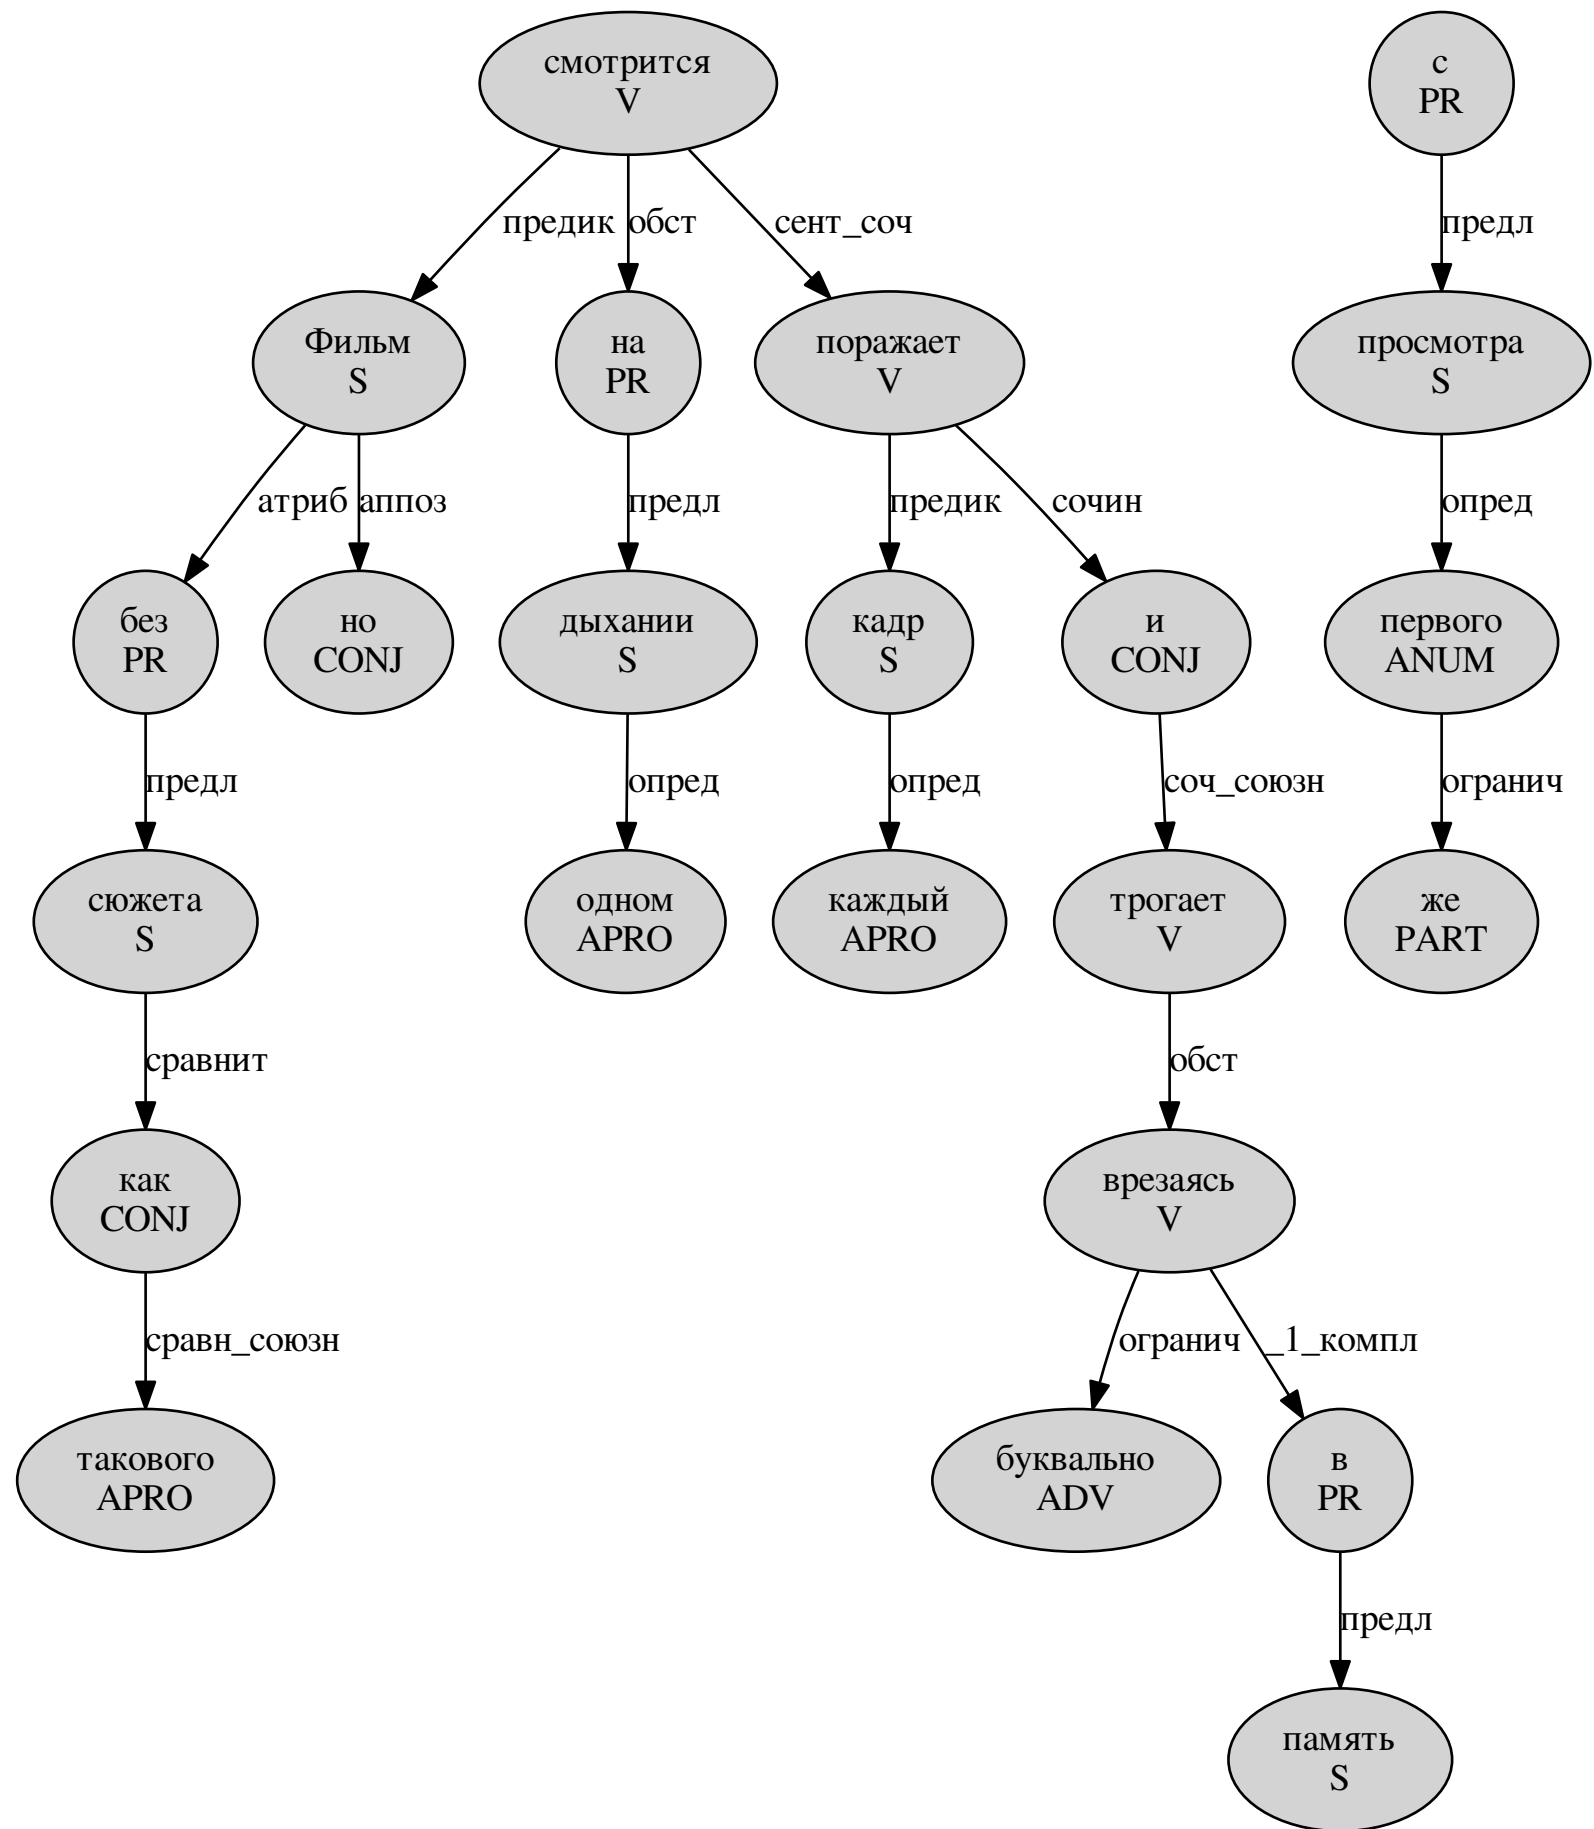 смотрится
V
с
PR
предик
обст
сент_соч
предл
Фильм
S
на
PR
поражает
V
просмотра
S
атриб
аппоз
предл
предик
сочин
опред
без
PR
но
CONJ
дыхании
S
кадр
S
и
CONJ
первого
ANUM
предл
опред
опред
соч_союзн
огранич
сюжета
S
одном
APRO
каждый
APRO
трогает
V
же
PART
сравнит
обст
как
CONJ
врезаясь
V
сравн_союзн
огранич
_1_компл
такового
APRO
буквально
ADV
в
PR
предл
память
S